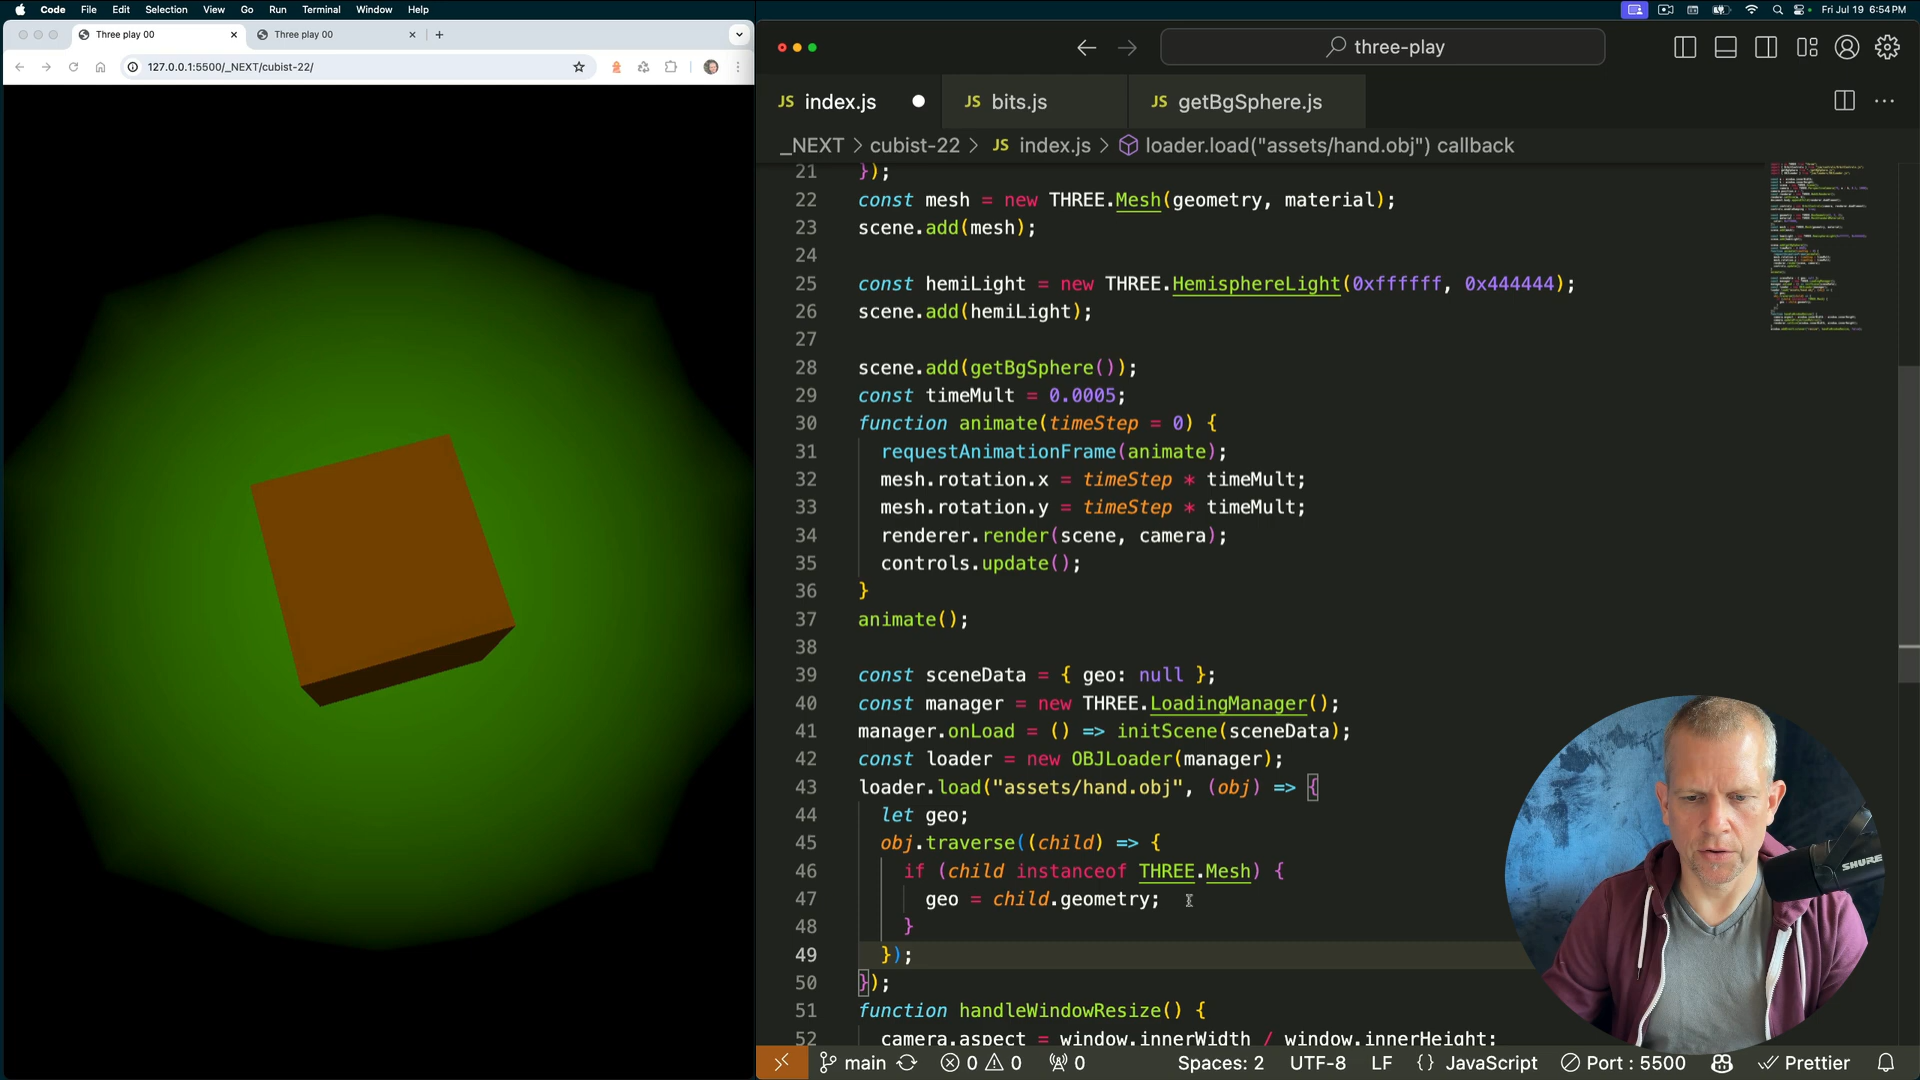 Code File Edit Selection View Go Run Terminal Window Help
Fri Jul 19 6:54PM
Three play 00
Three play 00
127.0.0.1:5500/_NEXT/cubist-22/
three-play
JS index.js
JS bits.js
JS getBgSphere.js
_NEXT > cubist-22 > JS index.js > loader.load("assets/hand.obj") callback
21 });
22 const mesh = new THREE.Mesh(geometry, material);
23 scene.add(mesh);
24
25 const hemiLight = new THREE.HemisphereLight(0xffffff, 0x444444);
26 scene.add(hemiLight);
27
28 scene.add(getBgSphere());
29 const timeMult = 0.0005;
30 function animate(timeStep = 0) {
31 requestAnimationFrame(animate);
32 mesh.rotation.x = timeStep * timeMult;
33 mesh.rotation.y = timeStep * timeMult;
34 renderer.render(scene, camera);
35 controls.update();
36 }
37 animate();
38
39 const sceneData = { geo: null };
40 const manager = new THREE.LoadingManager();
41 manager.onLoad = () => initScene(sceneData);
42 const loader = new OBJLoader(manager);
43 loader.load("assets/hand.obj", (obj) => {
44 let geo;
45 obj.traverse((child) => {
46 if (child instanceof THREE.Mesh) {
47 geo = child.geometry;
48 }
49 });
50 });
51 function handleWindowResize() {
52 camera.aspect = window.innerWidth / window.innerHeight;
SHURE
main 0 0 0 Spaces: 2 UTF-8 LF {} JavaScript Port : 5500 Prettier